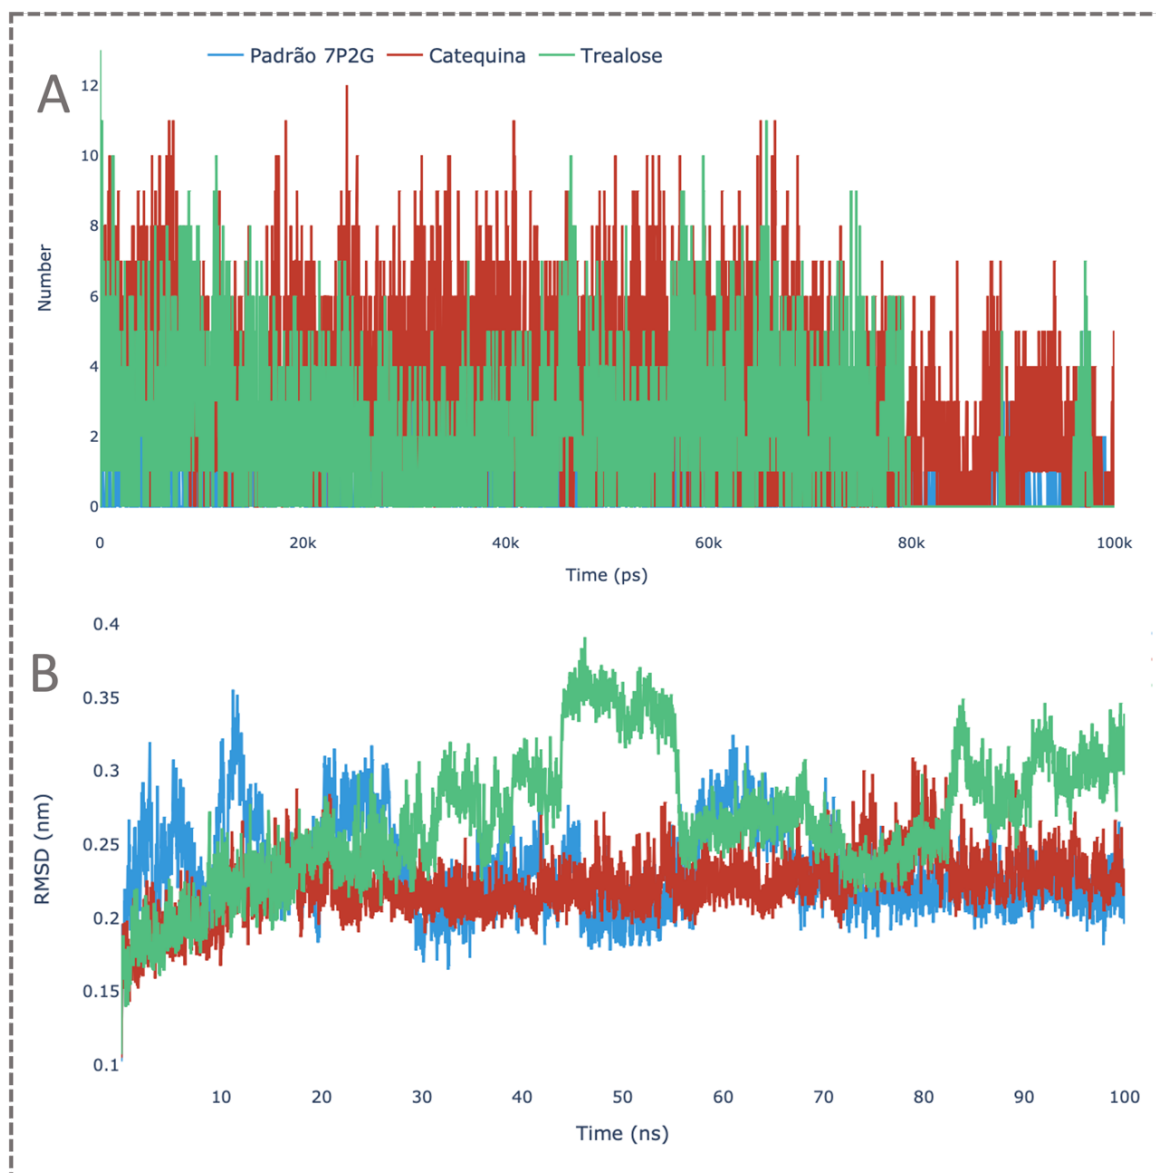 Padrão 7P2G Catequina Trealose
A
12
10
8
6
4
2
0
Number
0 20k 40k 60k 80k 100k
Time (ps)
B
0.4
0.35
0.3
0.25
0.2
0.15
0.1
RMSD (nm)
10 20 30 40 50 60 70 80 90 100
Time (ns)